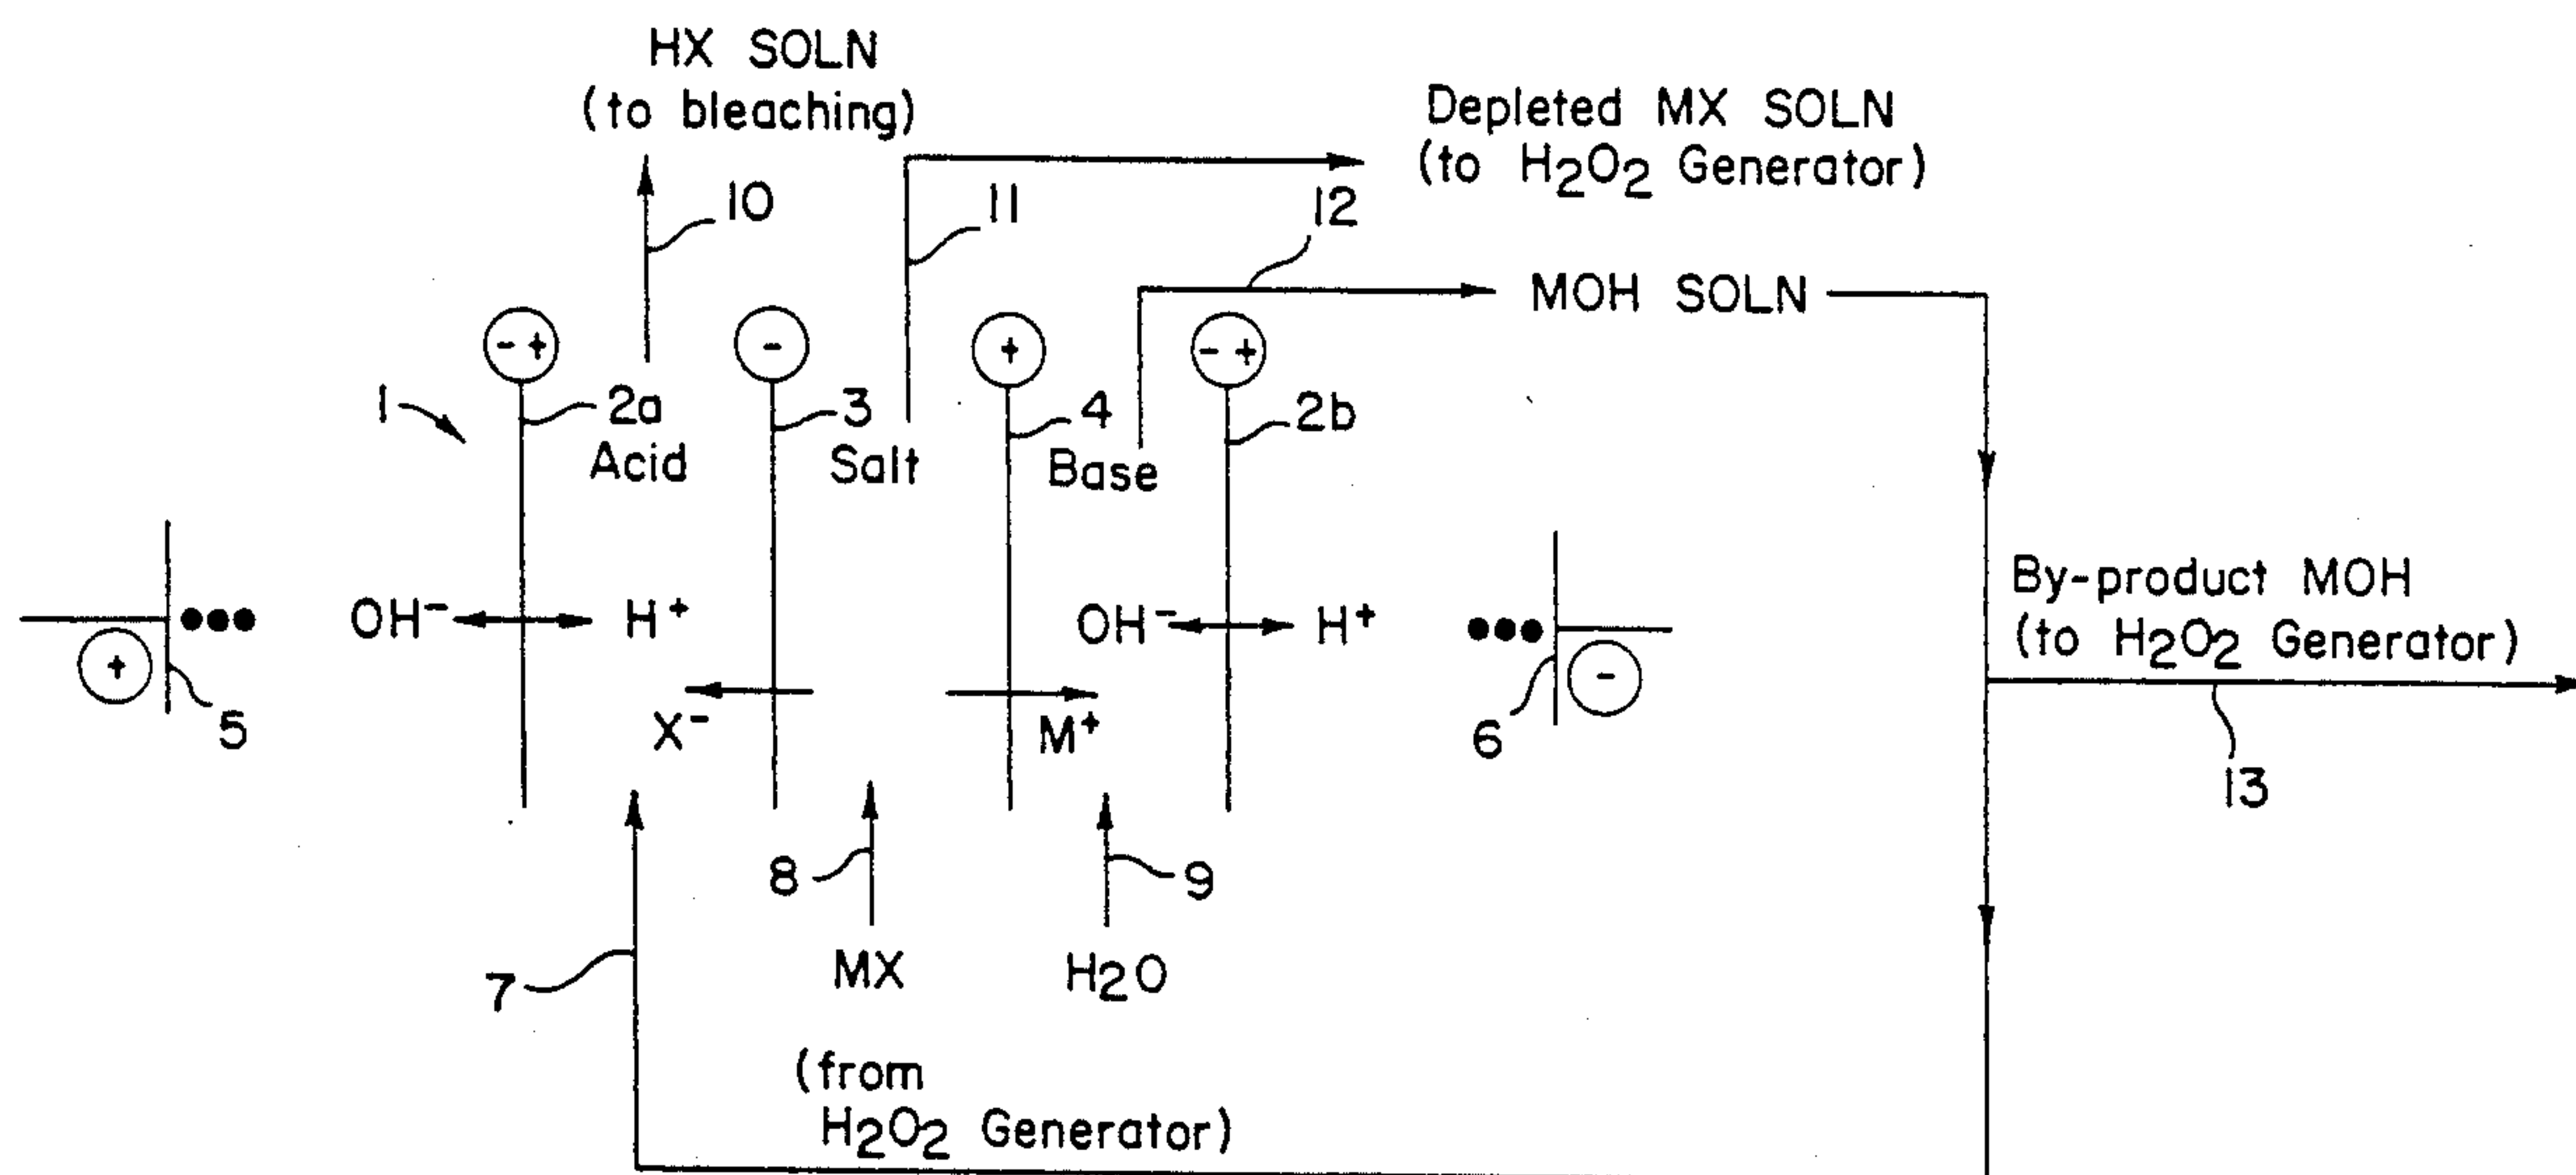 HX SOLN
(to bleaching)
Depleted MX SOLN
(to H2O2 Generator)
10
11
12
MOH SOLN
- +
-
+
- +
1
2a
3
4
2b
Acid
Salt
Base
By-product MOH
(to H2O2 Generator)
OH-
H+
OH-
H+
+
-
5
X-
M+
6
13
8
9
7
MX
H2O
(from
H2O2 Generator)